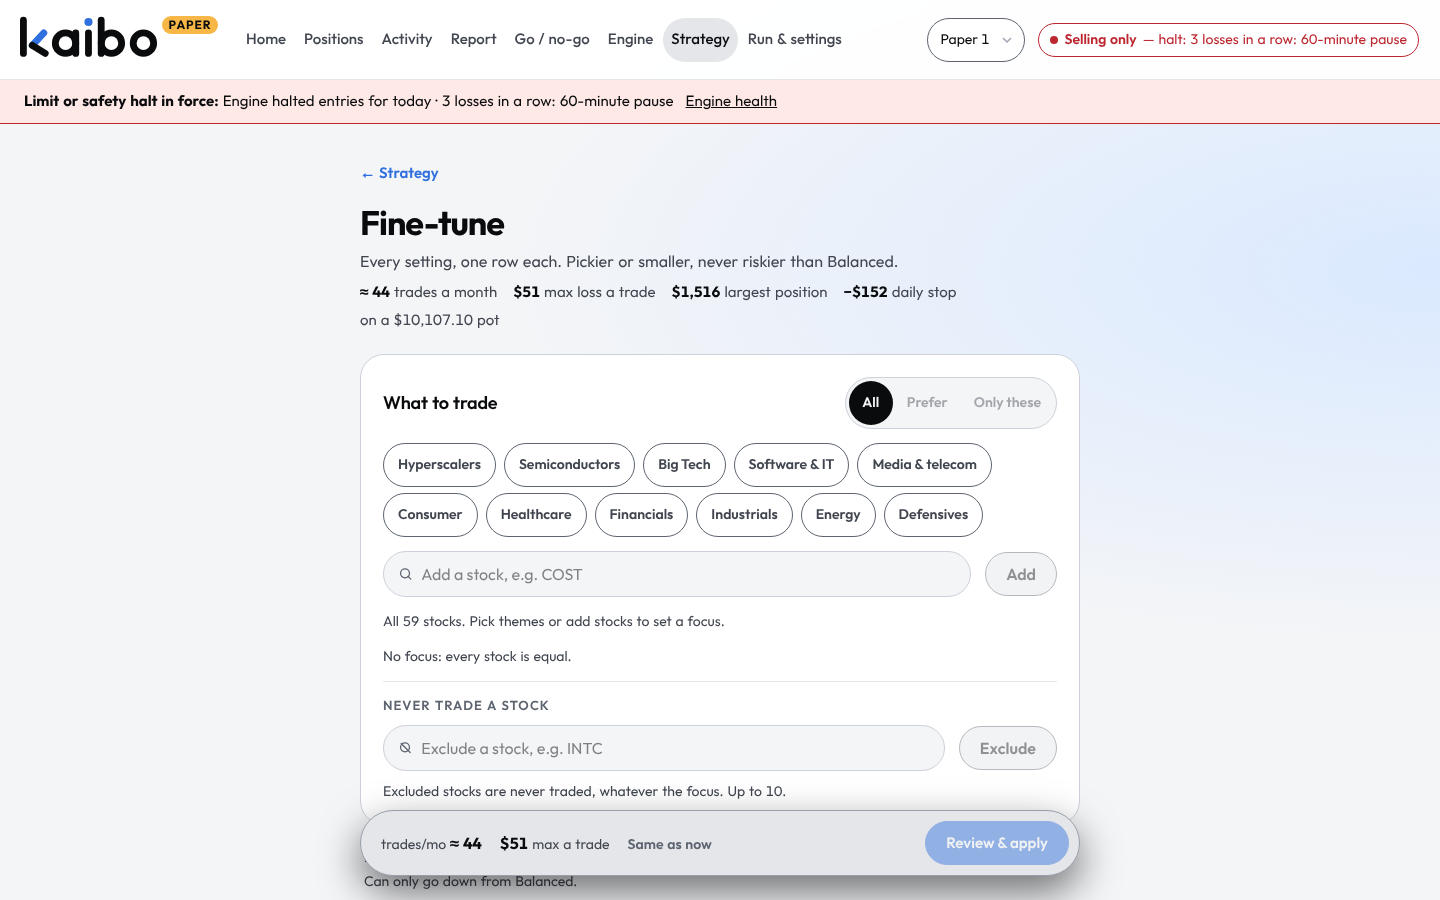 kaibo PAPER
Home Positions Activity Report Go / no-go Engine Strategy Run & settings
Paper 1
Selling only — halt: 3 losses in a row: 60-minute pause
Limit or safety halt in force: Engine halted entries for today · 3 losses in a row: 60-minute pause Engine health
← Strategy
Fine-tune
Every setting, one row each. Pickier or smaller, never riskier than Balanced.
≈ 44 trades a month $51 max loss a trade $1,516 largest position −$152 daily stop
on a $10,107.10 pot
What to trade
All Prefer Only these
Hyperscalers Semiconductors Big Tech Software & IT Media & telecom
Consumer Healthcare Financials Industrials Energy Defensives
Add a stock, e.g. COST Add
All 59 stocks. Pick themes or add stocks to set a focus.
No focus: every stock is equal.
NEVER TRADE A STOCK
Exclude a stock, e.g. INTC Exclude
Excluded stocks are never traded, whatever the focus. Up to 10.
trades/mo ≈ 44 $51 max a trade Same as now Review & apply
Can only go down from Balanced.